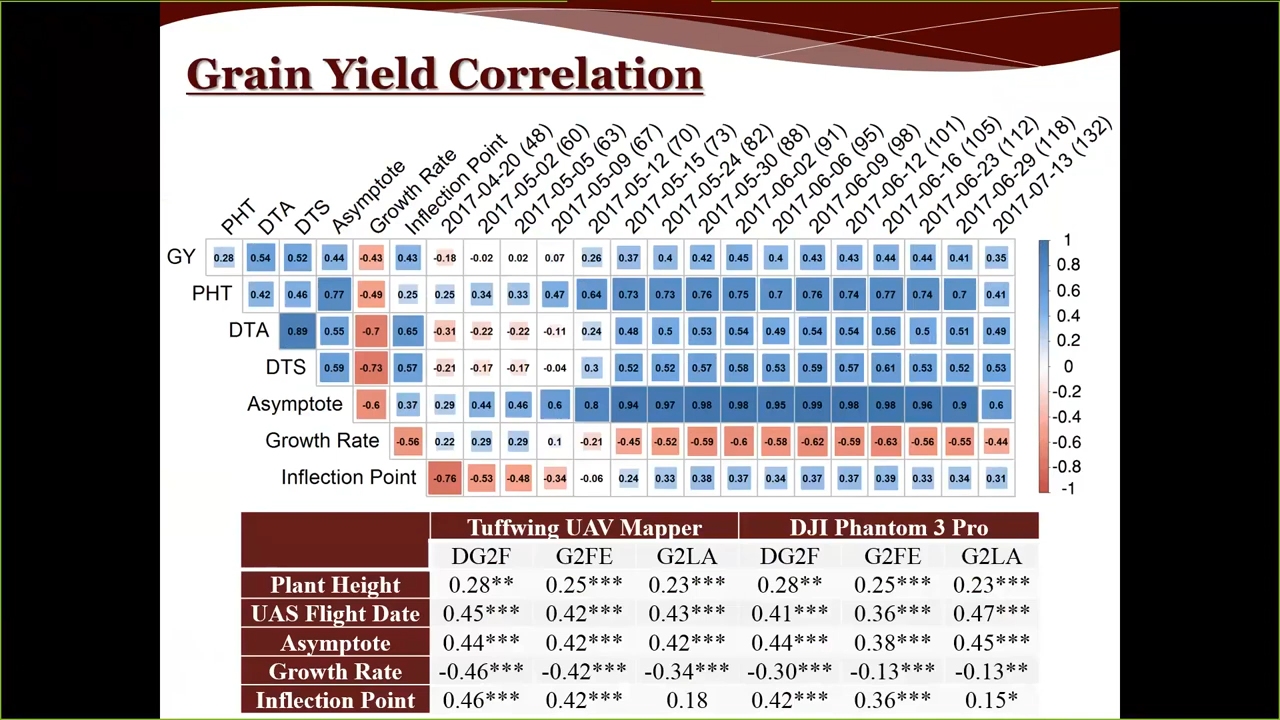 Grain Yield Correlation
PHT DTA DTS Asymptote Growth Rate Inflection Point 2017-04-20 (48) 2017-05-02 (60) 2017-05-05 (63) 2017-05-09 (67) 2017-05-12 (70) 2017-05-15 (73) 2017-05-24 (82) 2017-05-30 (88) 2017-06-02 (91) 2017-06-06 (95) 2017-06-09 (98) 2017-06-12 (101) 2017-06-16 (105) 2017-06-23 (112) 2017-06-29 (118) 2017-07-13 (132)
GY 0.28 0.54 0.52 0.44 -0.43 0.43 -0.18 -0.02 0.02 0.07 0.26 0.37 0.4 0.42 0.45 0.4 0.43 0.43 0.44 0.44 0.41 0.35
PHT 0.42 0.46 0.77 -0.49 0.25 0.25 0.34 0.33 0.47 0.64 0.73 0.73 0.76 0.75 0.7 0.76 0.74 0.77 0.74 0.7 0.41
DTA 0.89 0.55 -0.7 0.65 -0.31 -0.22 -0.22 -0.11 0.24 0.48 0.5 0.53 0.54 0.49 0.54 0.54 0.56 0.5 0.51 0.49
DTS 0.59 -0.73 0.57 -0.21 -0.17 -0.17 -0.04 0.3 0.52 0.52 0.57 0.58 0.53 0.59 0.57 0.61 0.53 0.52 0.53
Asymptote -0.6 0.37 0.29 0.44 0.46 0.6 0.8 0.94 0.97 0.98 0.98 0.95 0.99 0.98 0.98 0.96 0.9 0.6
Growth Rate -0.56 0.22 0.29 0.29 0.1 -0.21 -0.45 -0.52 -0.59 -0.6 -0.58 -0.62 -0.59 -0.63 -0.56 -0.55 -0.44
Inflection Point -0.76 -0.53 -0.48 -0.34 -0.06 0.24 0.33 0.38 0.37 0.34 0.37 0.37 0.39 0.33 0.34 0.31
1
0.8
0.6
0.4
0.2
0
-0.2
-0.4
-0.6
-0.8
-1
Tuffwing UAV Mapper DJI Phantom 3 Pro
DG2F G2FE G2LA DG2F G2FE G2LA
Plant Height 0.28** 0.25*** 0.23*** 0.28** 0.25*** 0.23***
UAS Flight Date 0.45*** 0.42*** 0.43*** 0.41*** 0.36*** 0.47***
Asymptote 0.44*** 0.42*** 0.42*** 0.44*** 0.38*** 0.45***
Growth Rate -0.46*** -0.42*** -0.34*** -0.30*** -0.13*** -0.13**
Inflection Point 0.46*** 0.42*** 0.18 0.42*** 0.36*** 0.15*